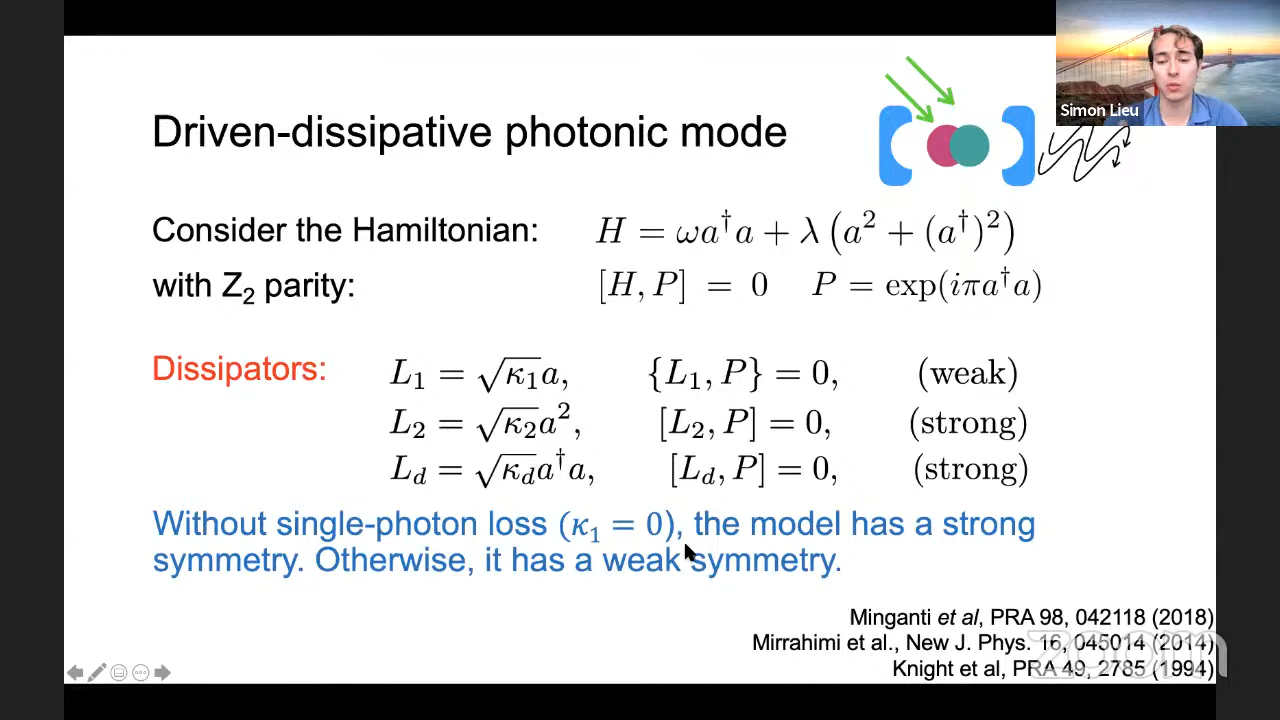 Simon Lieu
Driven-dissipative photonic mode
Consider the Hamiltonian: H = ωa†a + λ(a² + (a†)²)
with Z₂ parity: [H, P] = 0 P = exp(iπa†a)
Dissipators: L₁ = √κ₁a, {L₁, P} = 0, (weak)
L₂ = √κ₂a², [L₂, P] = 0, (strong)
L_d = √κ_d a†a, [L_d, P] = 0, (strong)
Without single-photon loss (κ₁ = 0), the model has a strong
symmetry. Otherwise, it has a weak symmetry.
Minganti et al, PRA 98, 042118 (2018)
Mirrahimi et al., New J. Phys. 16, 045014 (2014)
Knight et al, PRA 49, 2785 (1994)
zoom